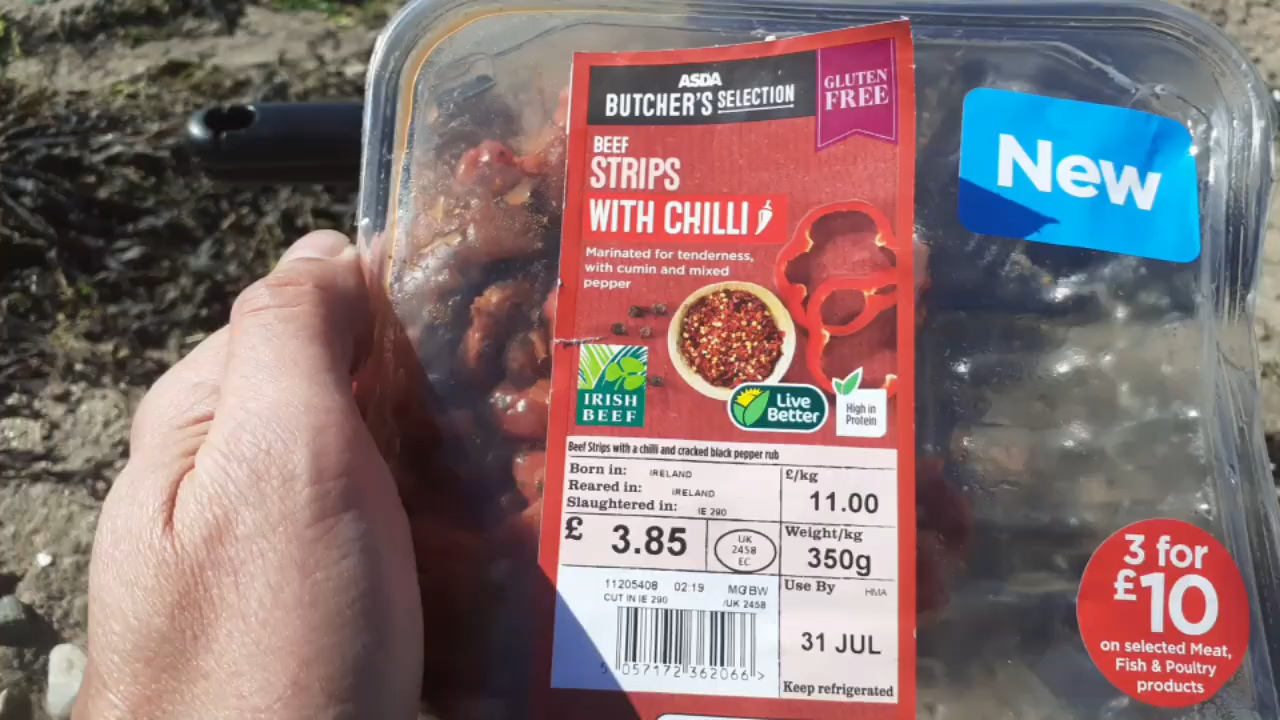 ASDA
BUTCHER'S SELECTION
GLUTEN
FREE
BEEF
STRIPS
WITH CHILLI
Marinated for tenderness,
with cumin and mixed
pepper
New
IRISH
BEEF
Live
Better
High in
Protein
Beef Strips with a chilli and cracked black pepper rub
Born in: IRELAND
Reared in: IRELAND
Slaughtered in: IE 290
£/kg
11.00
£ 3.85
UK
2458
EC
Weight/kg
350g
11205408 02:19 MGBW
CUT IN IE 290 /UK 2458
5 057172 362066 >
Use By HMA
31 JUL
Keep refrigerated
3 for
£10
on selected Meat,
Fish & Poultry
products